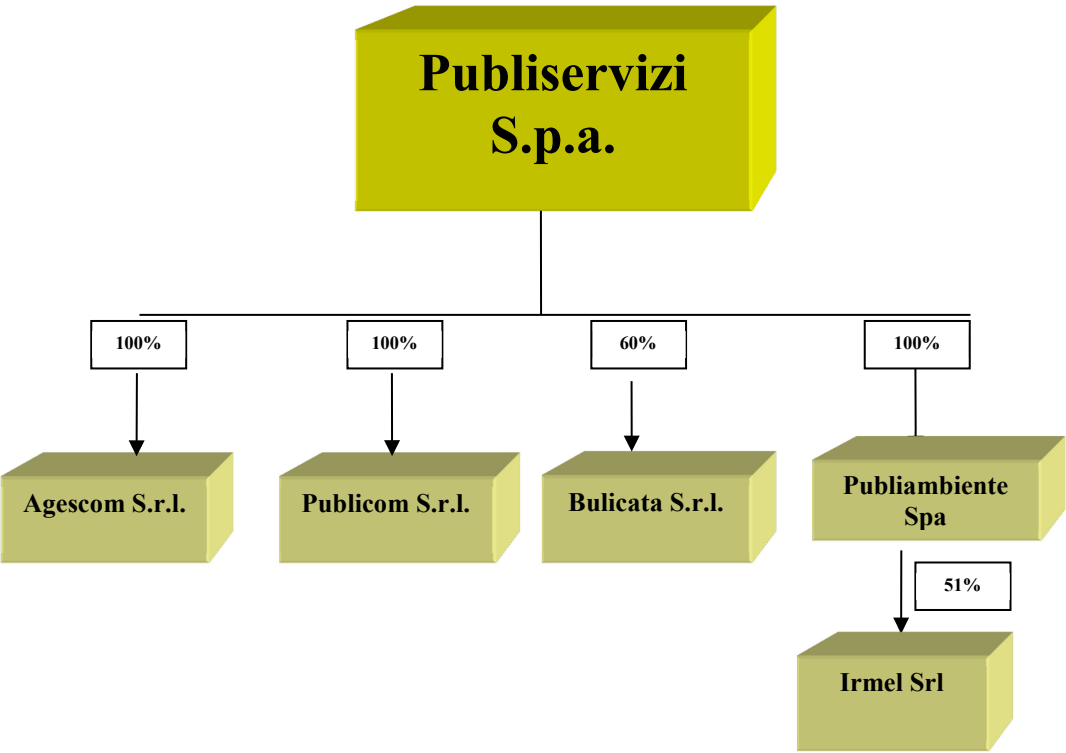 Publiservizi
S.p.a.
100%
100%
60%
100%
Agescom S.r.l.
Publicom S.r.l.
Bulicata S.r.l.
Publiambiente
Spa
51%
Irmel Srl